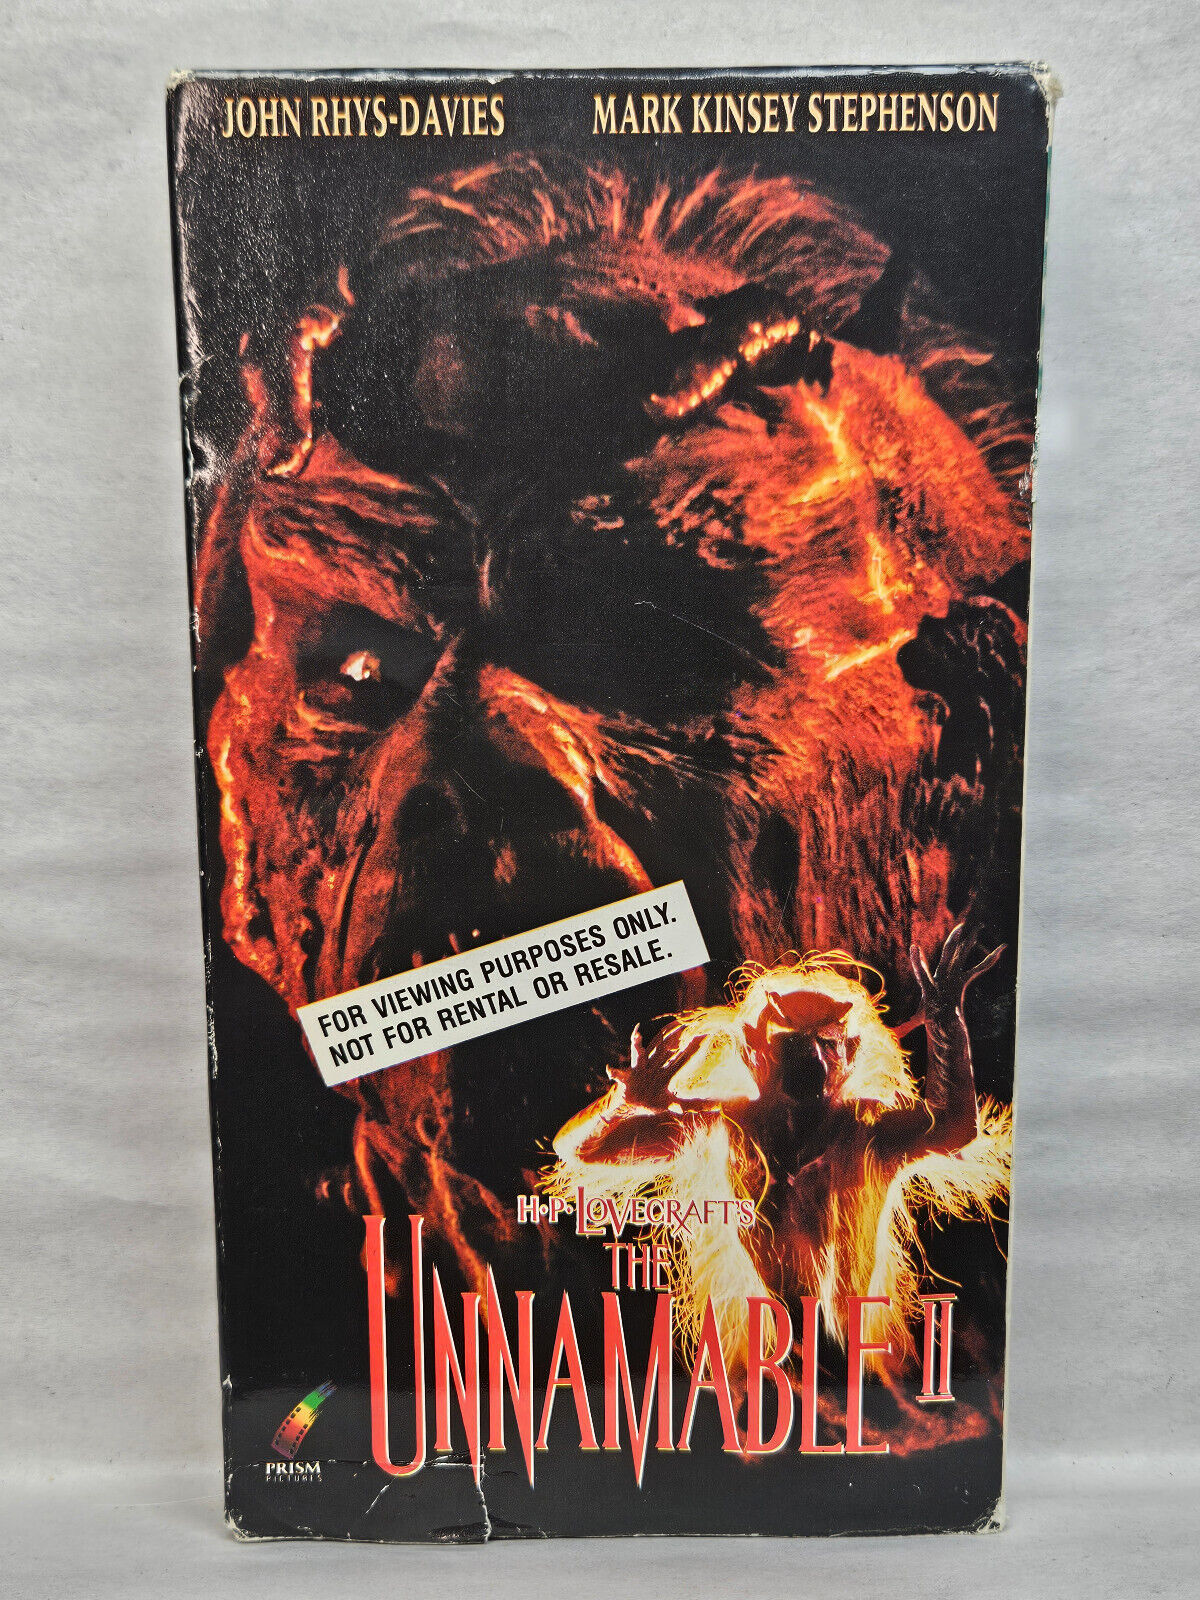 JOHN RHYS-DAVIES
MARK KINSEY STEPHENSON
FOR VIEWING PURPOSES ONLY.
NOT FOR RENTAL OR RESALE.
H·P·LOVECRAFT'S
THE
UNNAMABLE II
PRISM
PICTURES